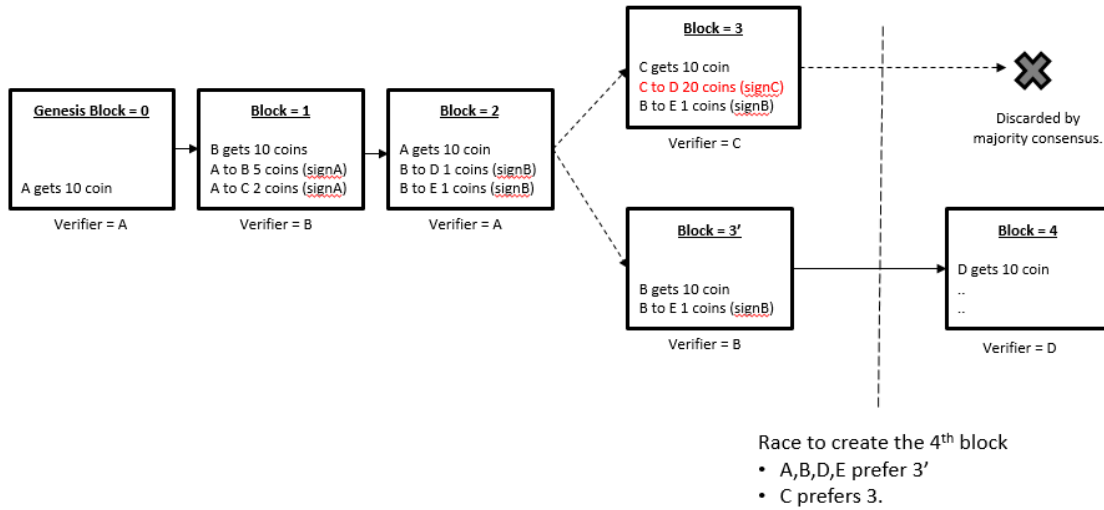 Genesis Block = 0
A gets 10 coin
Verifier = A
Block = 1
B gets 10 coins
A to B 5 coins (signA)
A to C 2 coins (signA)
Verifier = B
Block = 2
A gets 10 coin
B to D 1 coins (signB)
B to E 1 coins (signB)
Verifier = A
Block = 3
C gets 10 coin
C to D 20 coins (signC)
B to E 1 coins (signB)
Verifier = C
Discarded by
majority consensus.
Block = 3’
B gets 10 coin
B to E 1 coins (signB)
Verifier = B
Block = 4
D gets 10 coin
..
..
Verifier = D
Race to create the 4th block
• A,B,D,E prefer 3’
• C prefers 3.